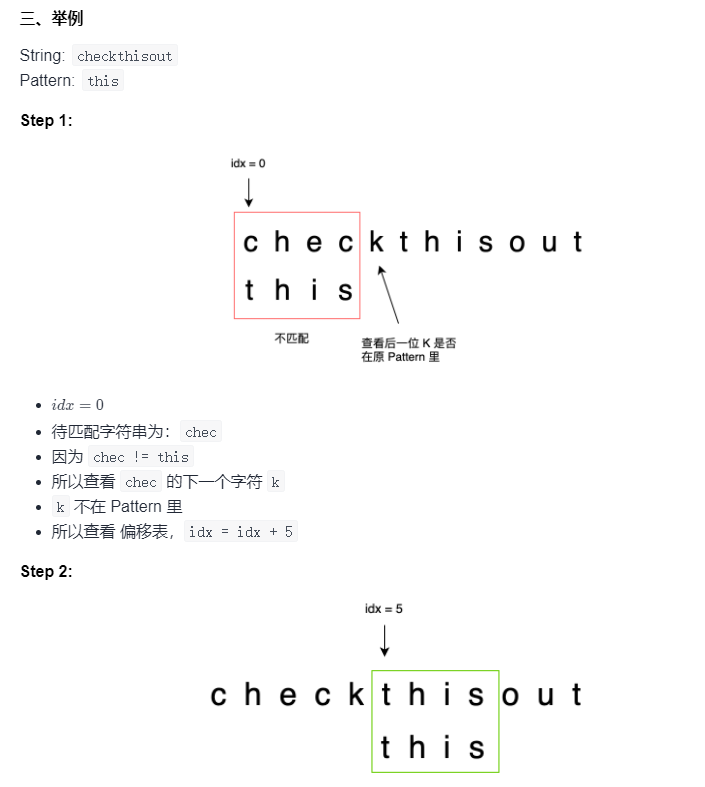 三、举例
String: checkthisout
Pattern: this
Step 1:
idx = 0
c h e c k t h i s o u t
t h i s
不匹配
查看后一位 K 是否
在原 Pattern 里
idx = 0
待匹配字符串为： chec
因为 chec != this
所以查看 chec 的下一个字符 k
k 不在 Pattern 里
所以查看 偏移表， idx = idx + 5
Step 2:
idx = 5
c h e c k t h i s o u t
t h i s